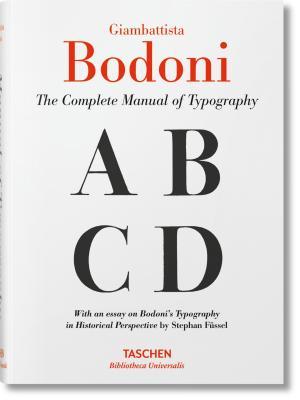 Giambattista
Bodoni
The Complete Manual of Typography
A B
C D
With an essay on Bodoni's Typography
in Historical Perspective by Stephan Füssel
TASCHEN
Bibliotheca Universalis
Bodoni